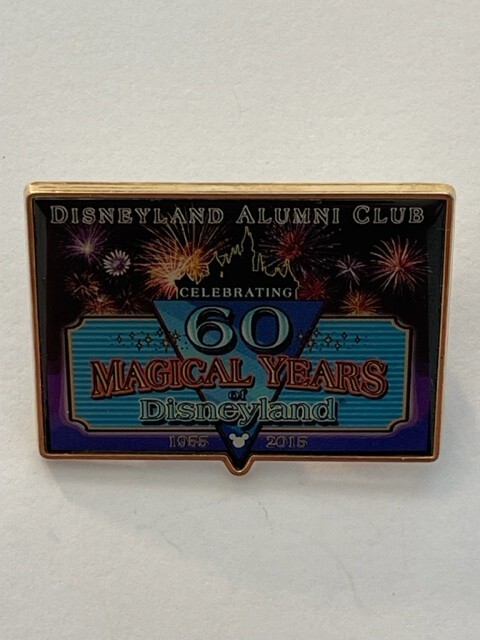 DISNEYLAND ALUMNI CLUB
CELEBRATING
60
MAGICAL YEARS
of
Disneyland
1955 2015